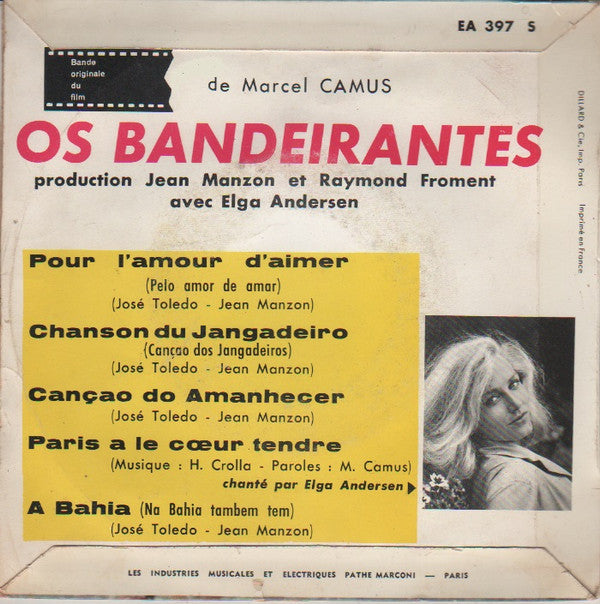 EA 397 S
Bande
originale
du
film
de Marcel CAMUS
OS BANDEIRANTES
production Jean Manzon et Raymond Froment
avec Elga Andersen
Pour l'amour d'aimer
(Pelo amor de amar)
(José Toledo - Jean Manzon)
Chanson du Jangadeiro
(Cançao dos Jangadeiros)
(José Toledo - Jean Manzon)
Cançao do Amanhecer
(José Toledo - Jean Manzon)
Paris a le cœur tendre
(Musique : H. Crolla - Paroles : M. Camus)
chanté par Elga Andersen
A Bahia (Na Bahia tambem tem)
(José Toledo - Jean Manzon)
DILLARD & Cie. Imp. Paris Imprimé en France
LES INDUSTRIES MUSICALES ET ELECTRIQUES PATHE MARCONI — PARIS